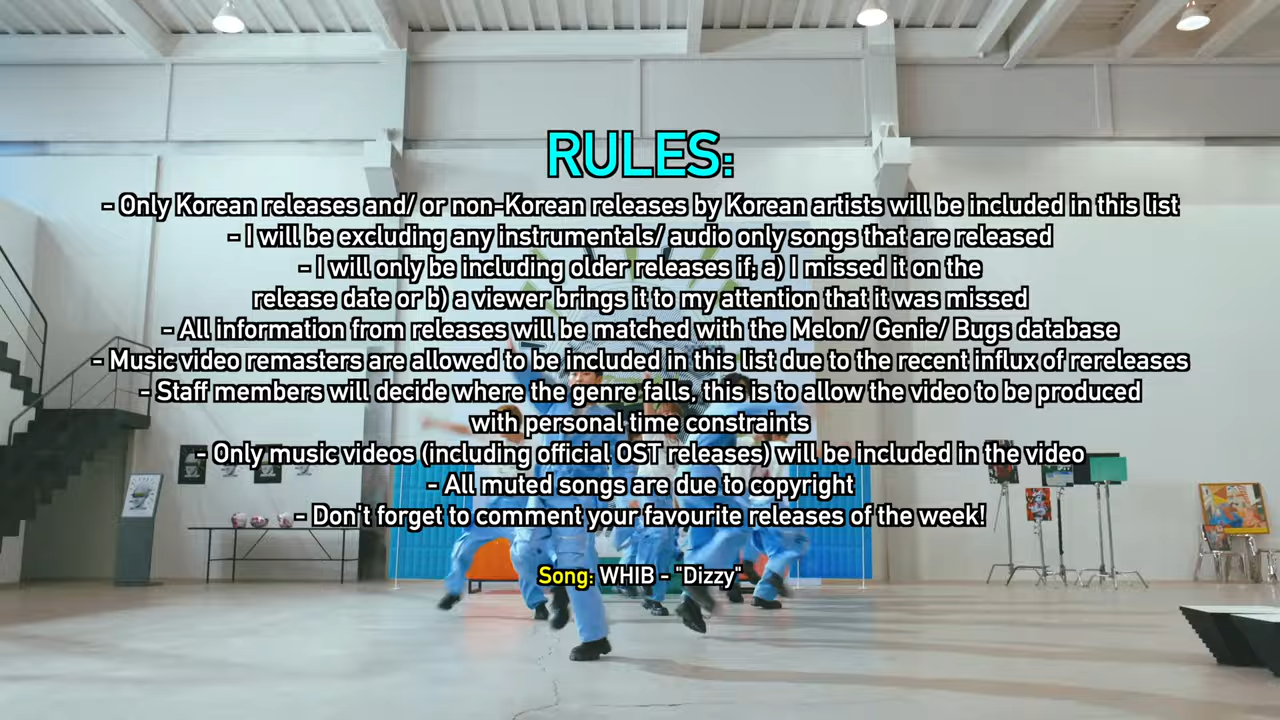 RULES:
- Only Korean releases and/ or non-Korean releases by Korean artists will be included in this list
- I will be excluding any instrumentals/ audio only songs that are released
- I will only be including older releases if; a) I missed it on the
release date or b) a viewer brings it to my attention that it was missed
- All information from releases will be matched with the Melon/ Genie/ Bugs database
- Music video remasters are allowed to be included in this list due to the recent influx of rereleases
- Staff members will decide where the genre falls, this is to allow the video to be produced
with personal time constraints
- Only music videos (including official OST releases) will be included in the video
- All muted songs are due to copyright
- Don't forget to comment your favourite releases of the week!
Song: WHIB - "Dizzy"